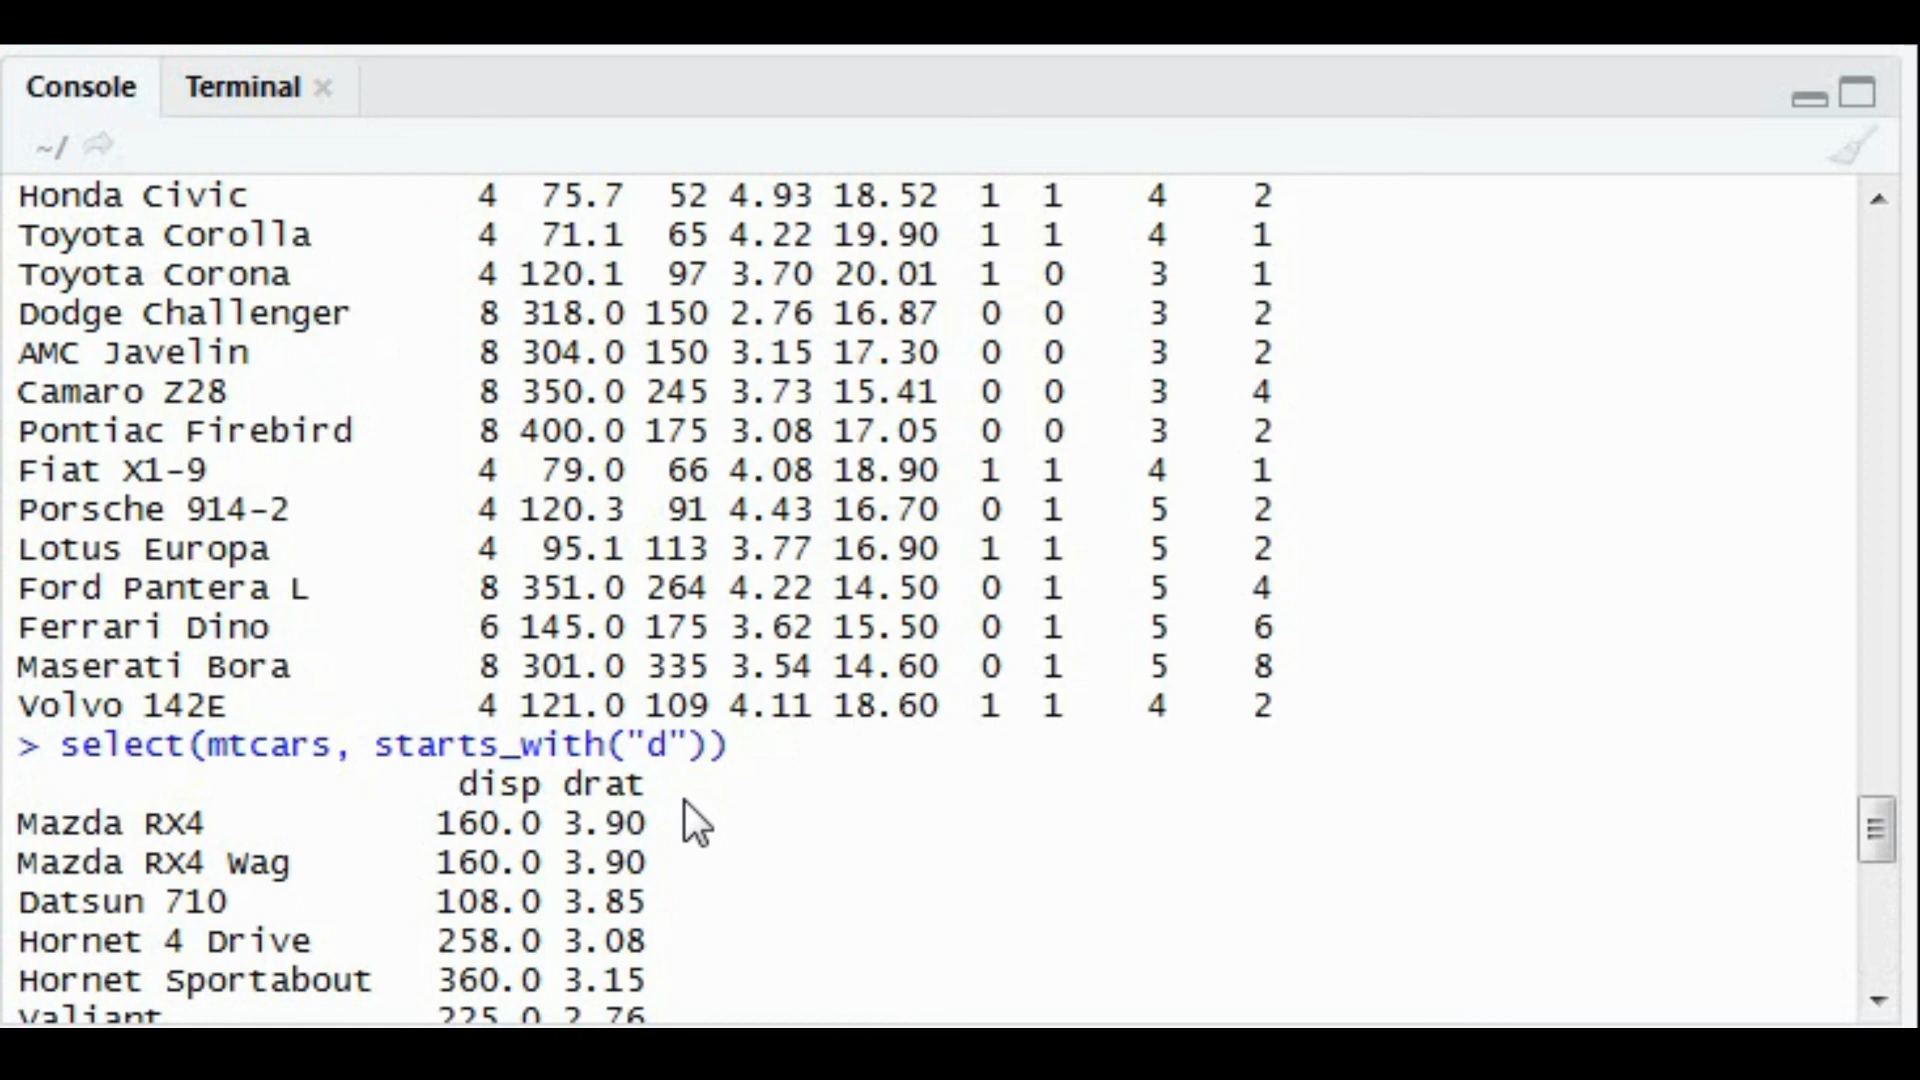 Console Terminal
~/
Honda Civic 4 75.7 52 4.93 18.52 1 1 4 2
Toyota Corolla 4 71.1 65 4.22 19.90 1 1 4 1
Toyota Corona 4 120.1 97 3.70 20.01 1 0 3 1
Dodge Challenger 8 318.0 150 2.76 16.87 0 0 3 2
AMC Javelin 8 304.0 150 3.15 17.30 0 0 3 2
Camaro Z28 8 350.0 245 3.73 15.41 0 0 3 4
Pontiac Firebird 8 400.0 175 3.08 17.05 0 0 3 2
Fiat X1-9 4 79.0 66 4.08 18.90 1 1 4 1
Porsche 914-2 4 120.3 91 4.43 16.70 0 1 5 2
Lotus Europa 4 95.1 113 3.77 16.90 1 1 5 2
Ford Pantera L 8 351.0 264 4.22 14.50 0 1 5 4
Ferrari Dino 6 145.0 175 3.62 15.50 0 1 5 6
Maserati Bora 8 301.0 335 3.54 14.60 0 1 5 8
Volvo 142E 4 121.0 109 4.11 18.60 1 1 4 2
> select(mtcars, starts_with("d"))
disp drat
Mazda RX4 160.0 3.90
Mazda RX4 Wag 160.0 3.90
Datsun 710 108.0 3.85
Hornet 4 Drive 258.0 3.08
Hornet Sportabout 360.0 3.15
Valiant 225.0 2.76